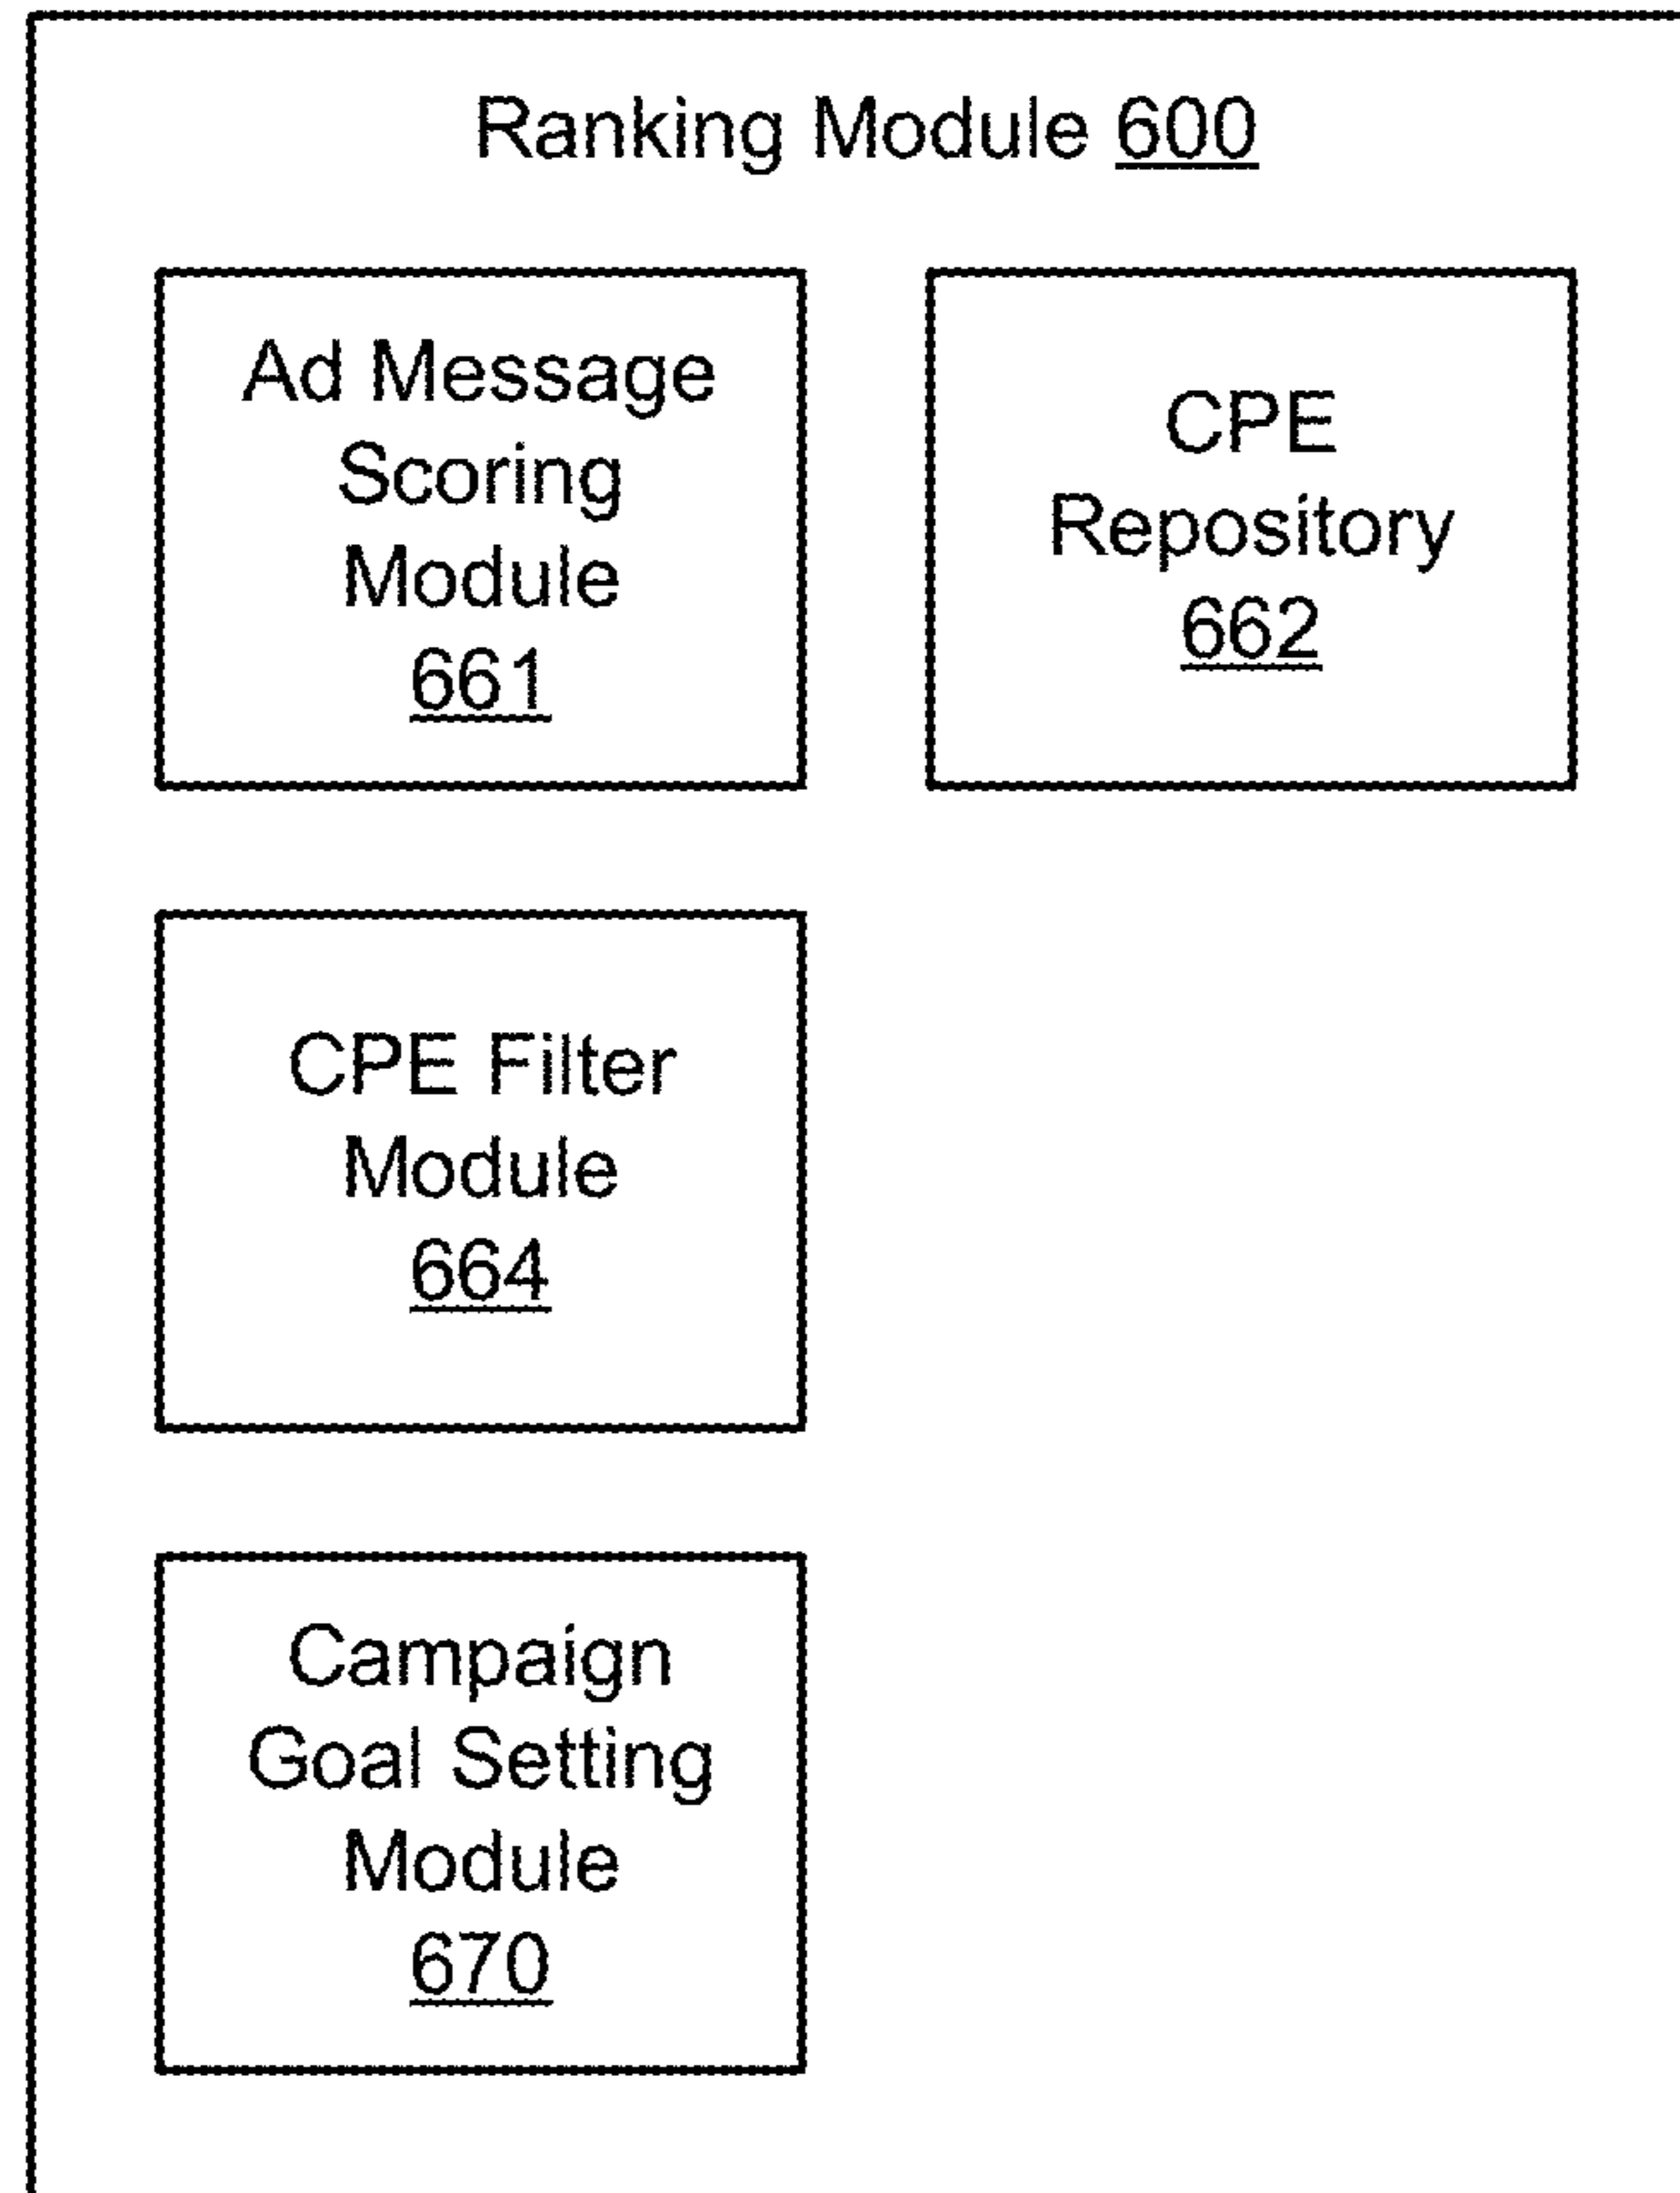 Ranking Module 600
Ad Message
Scoring
Module
661
CPE
Repository
662
CPE Filter
Module
664
Campaign
Goal Setting
Module
670